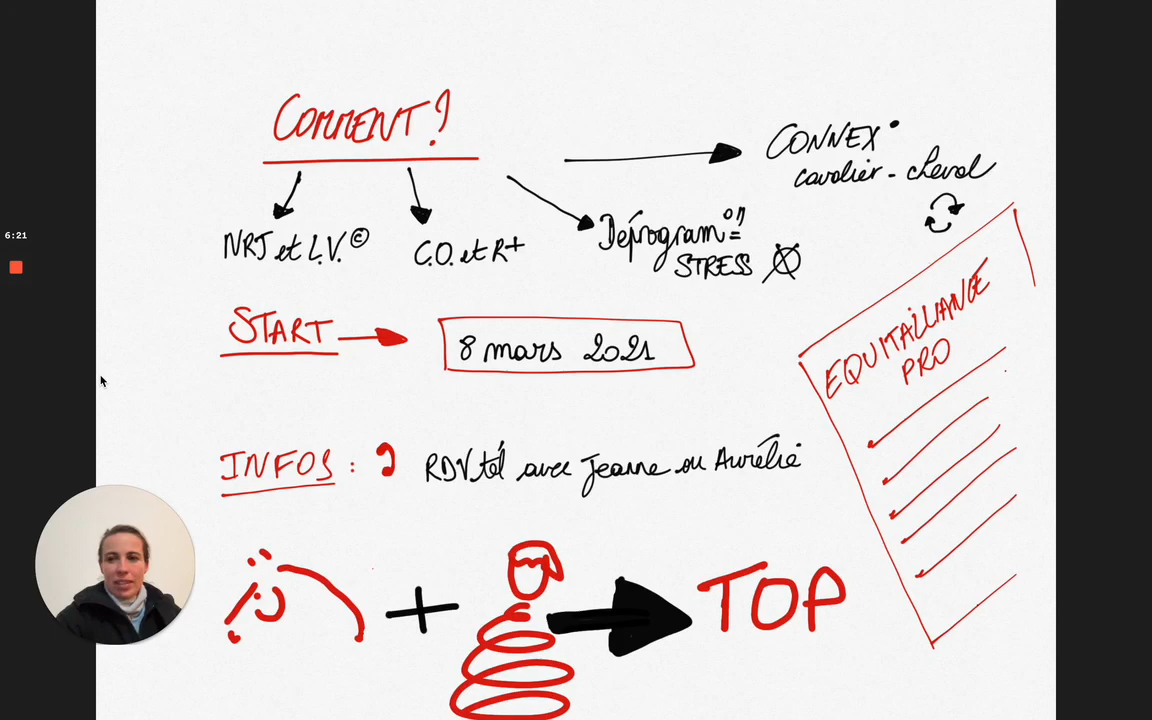 COMMENT ?
CONNEX°
cavalier - cheval
NRJ et L.V.©
C.O. et R+
Déprogram=°"
STRESS
START
8 mars 2021
EQUITAILLIANCE
PRO
INFOS :
RDV tél avec Jeanne ou Aurélie
+
TOP
6:21